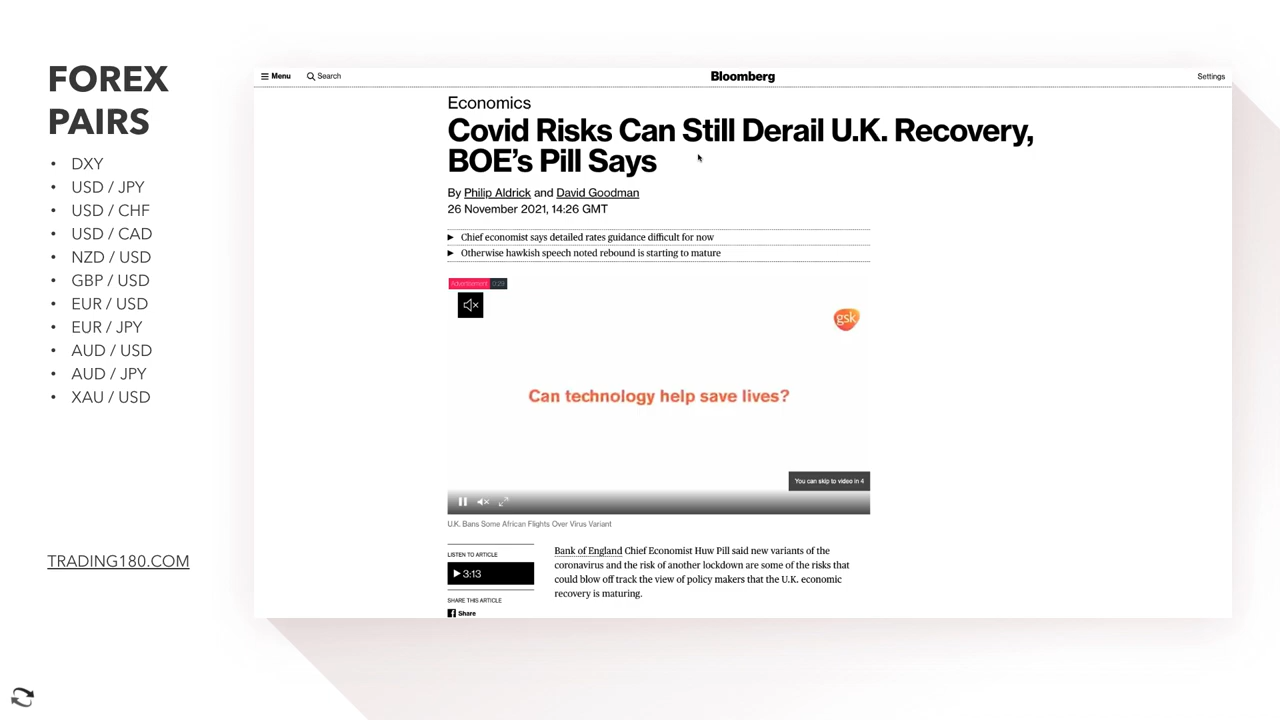 FOREX
PAIRS
• DXY
• USD / JPY
• USD / CHF
• USD / CAD
• NZD / USD
• GBP / USD
• EUR / USD
• EUR / JPY
• AUD / USD
• AUD / JPY
• XAU / USD
TRADING180.COM
Menu Search Bloomberg Settings
Economics
Covid Risks Can Still Derail U.K. Recovery,
BOE's Pill Says
By Philip Aldrick and David Goodman
26 November 2021, 14:26 GMT
Chief economist says detailed rates guidance difficult for now
Otherwise hawkish speech noted rebound is starting to mature
Advertisement 0:29
gsk
Can technology help save lives?
You can skip to video in 4
U.K. Bans Some African Flights Over Virus Variant
LISTEN TO ARTICLE
3:13
SHARE THIS ARTICLE
Share
Bank of England Chief Economist Huw Pill said new variants of the
coronavirus and the risk of another lockdown are some of the risks that
could blow off track the view of policy makers that the U.K. economic
recovery is maturing.